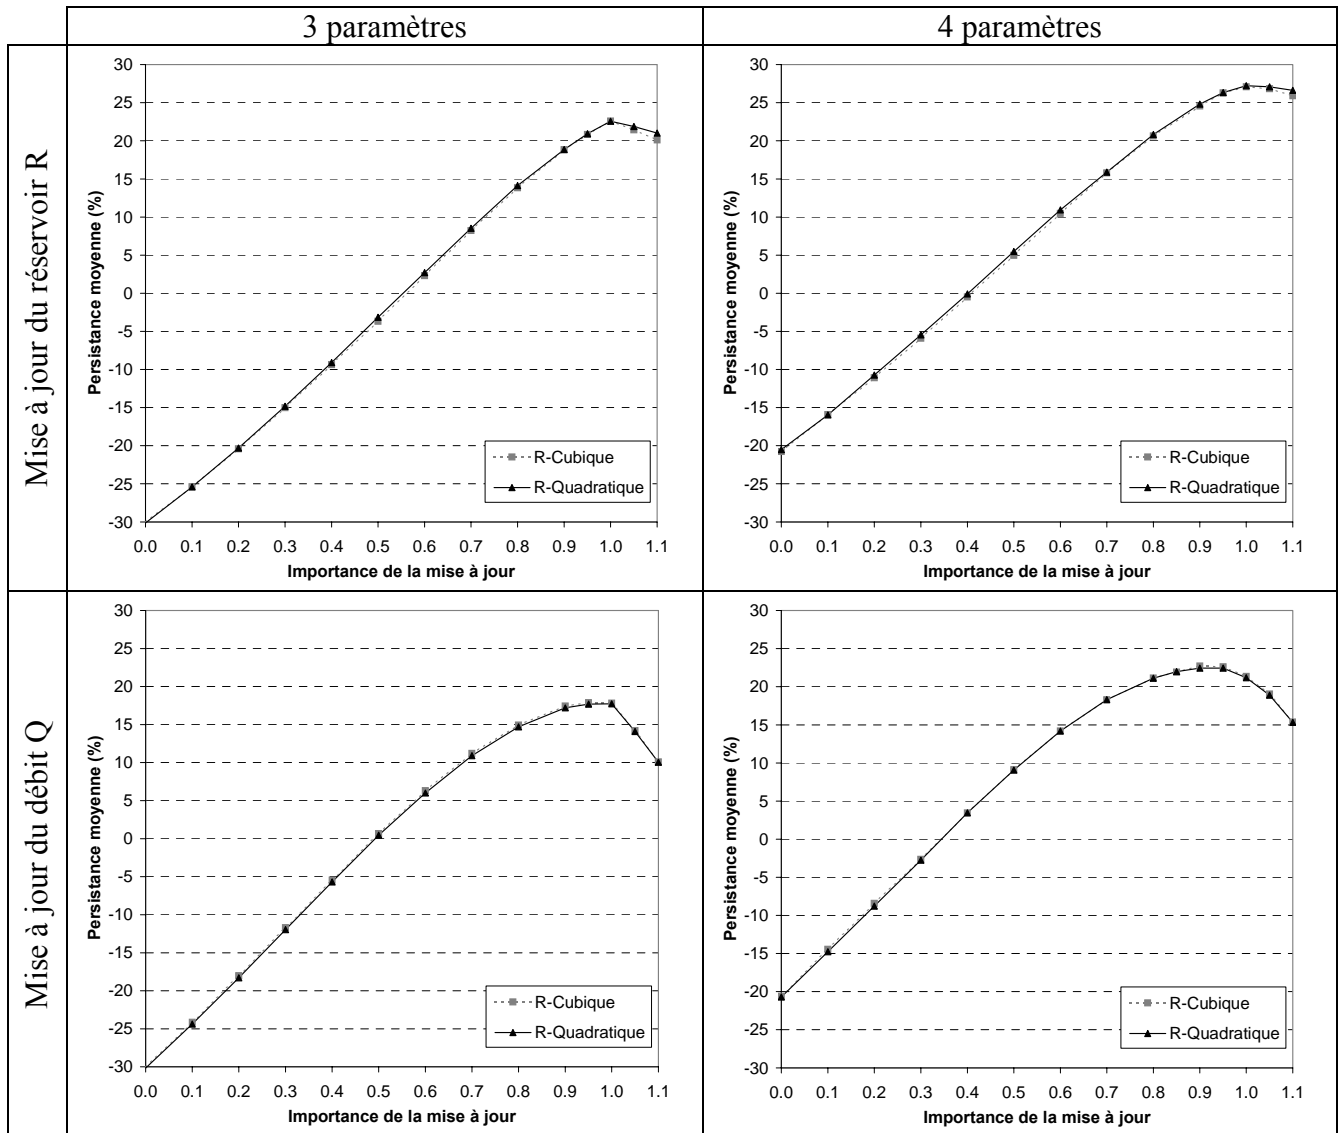 3 paramètres
4 paramètres
Mise à jour du réservoir R
30
25
20
15
10
5
0
-5
-10
-15
-20
-25
-30
Persistance moyenne (%)
R-Cubique
R-Quadratique
0.0 0.1 0.2 0.3 0.4 0.5 0.6 0.7 0.8 0.9 1.0 1.1
Importance de la mise à jour
30
25
20
15
10
5
0
-5
-10
-15
-20
-25
-30
Persistance moyenne (%)
R-Cubique
R-Quadratique
0.0 0.1 0.2 0.3 0.4 0.5 0.6 0.7 0.8 0.9 1.0 1.1
Importance de la mise à jour
Mise à jour du débit Q
30
25
20
15
10
5
0
-5
-10
-15
-20
-25
-30
Persistance moyenne (%)
R-Cubique
R-Quadratique
0.0 0.1 0.2 0.3 0.4 0.5 0.6 0.7 0.8 0.9 1.0 1.1
Importance de la mise à jour
30
25
20
15
10
5
0
-5
-10
-15
-20
-25
-30
Persistance moyenne (%)
R-Cubique
R-Quadratique
0.0 0.1 0.2 0.3 0.4 0.5 0.6 0.7 0.8 0.9 1.0 1.1
Importance de la mise à jour